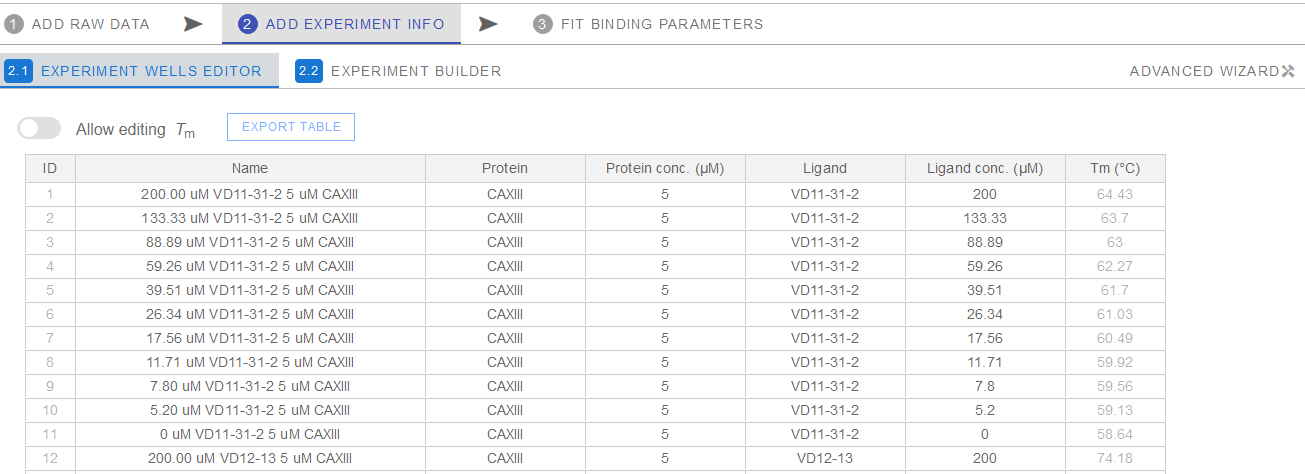 1 ADD RAW DATA 2 ADD EXPERIMENT INFO 3 FIT BINDING PARAMETERS
2.1 EXPERIMENT WELLS EDITOR 2.2 EXPERIMENT BUILDER ADVANCED WIZARD
Allow editing Tm EXPORT TABLE
ID Name Protein Protein conc. (μM) Ligand Ligand conc. (μM) Tm (°C)
1 200.00 uM VD11-31-2 5 uM CAXIII CAXIII 5 VD11-31-2 200 64.43
2 133.33 uM VD11-31-2 5 uM CAXIII CAXIII 5 VD11-31-2 133.33 63.7
3 88.89 uM VD11-31-2 5 uM CAXIII CAXIII 5 VD11-31-2 88.89 63
4 59.26 uM VD11-31-2 5 uM CAXIII CAXIII 5 VD11-31-2 59.26 62.27
5 39.51 uM VD11-31-2 5 uM CAXIII CAXIII 5 VD11-31-2 39.51 61.7
6 26.34 uM VD11-31-2 5 uM CAXIII CAXIII 5 VD11-31-2 26.34 61.03
7 17.56 uM VD11-31-2 5 uM CAXIII CAXIII 5 VD11-31-2 17.56 60.49
8 11.71 uM VD11-31-2 5 uM CAXIII CAXIII 5 VD11-31-2 11.71 59.92
9 7.80 uM VD11-31-2 5 uM CAXIII CAXIII 5 VD11-31-2 7.8 59.56
10 5.20 uM VD11-31-2 5 uM CAXIII CAXIII 5 VD11-31-2 5.2 59.13
11 0 uM VD11-31-2 5 uM CAXIII CAXIII 5 VD11-31-2 0 58.64
12 200.00 uM VD12-13 5 uM CAXIII CAXIII 5 VD12-13 200 74.18